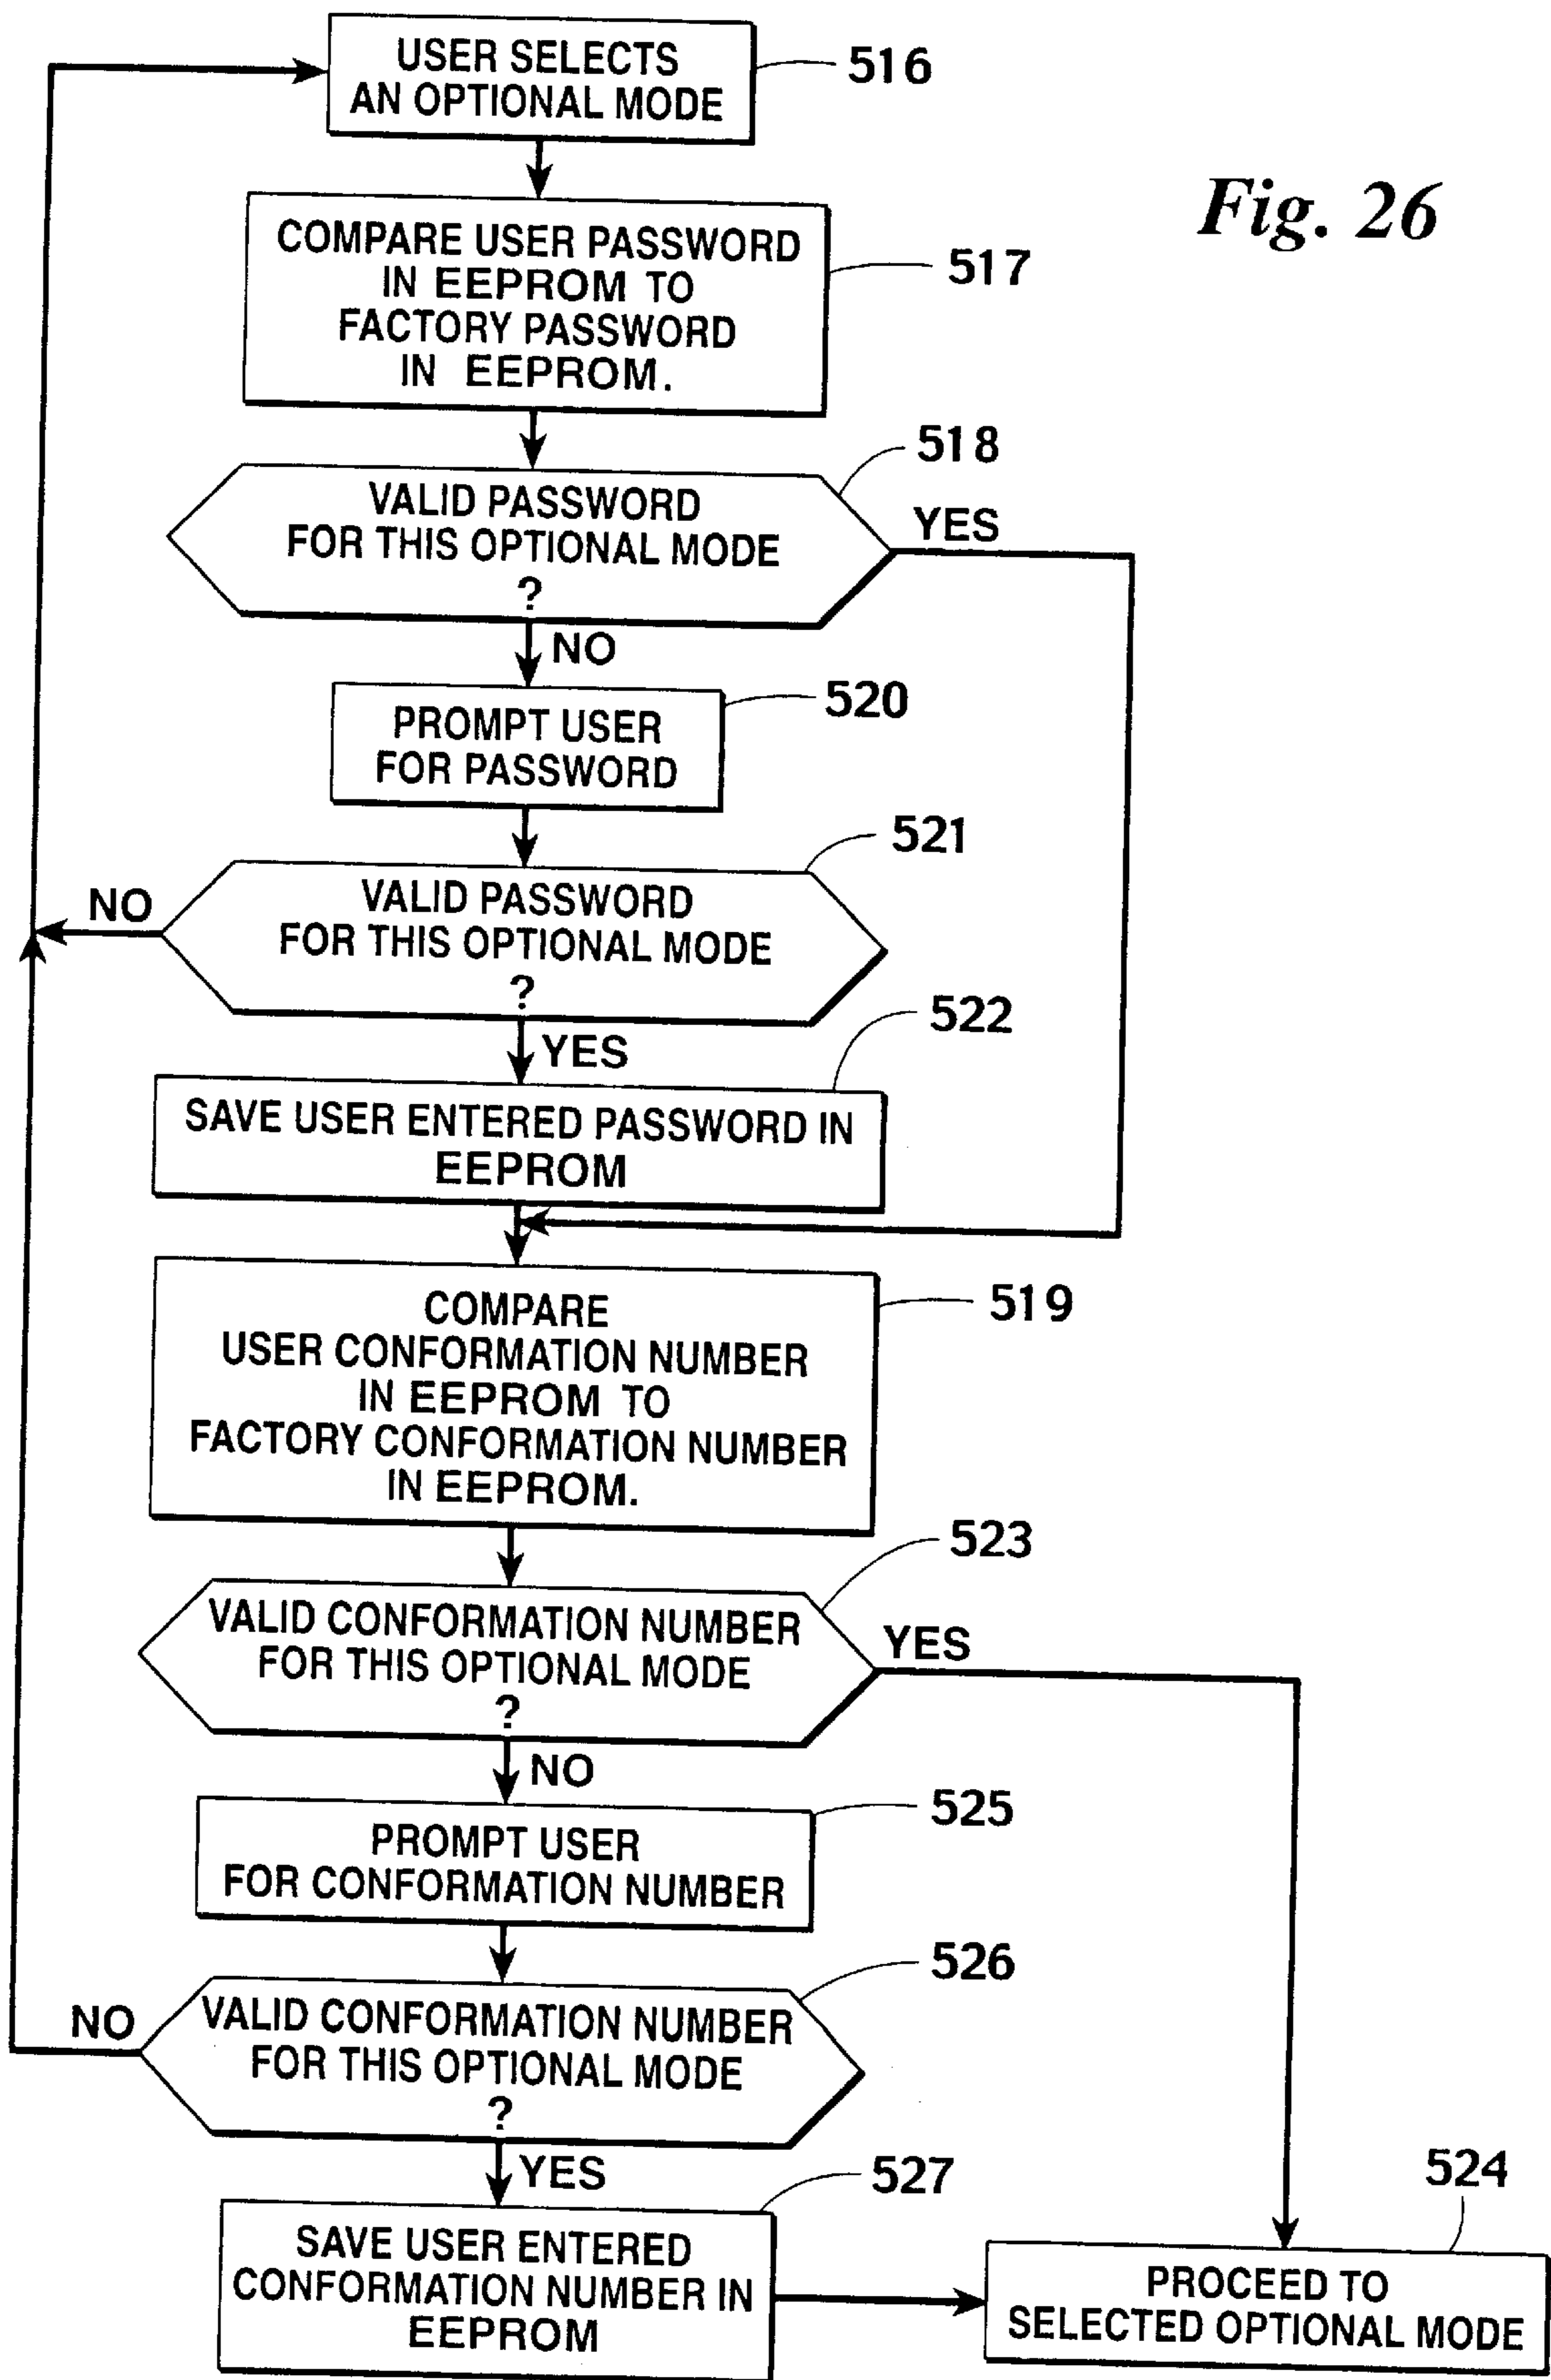 USER SELECTS
AN OPTIONAL MODE
516
Fig. 26
COMPARE USER PASSWORD
IN EEPROM TO
FACTORY PASSWORD
IN EEPROM.
517
518
VALID PASSWORD
FOR THIS OPTIONAL MODE
?
YES
NO
520
PROMPT USER
FOR PASSWORD
521
VALID PASSWORD
FOR THIS OPTIONAL MODE
?
NO
YES
522
SAVE USER ENTERED PASSWORD IN
EEPROM
COMPARE
USER CONFORMATION NUMBER
IN EEPROM TO
FACTORY CONFORMATION NUMBER
IN EEPROM.
519
523
VALID CONFORMATION NUMBER
FOR THIS OPTIONAL MODE
?
YES
NO
525
PROMPT USER
FOR CONFORMATION NUMBER
526
VALID CONFORMATION NUMBER
FOR THIS OPTIONAL MODE
?
NO
YES
527
SAVE USER ENTERED
CONFORMATION NUMBER IN
EEPROM
524
PROCEED TO
SELECTED OPTIONAL MODE